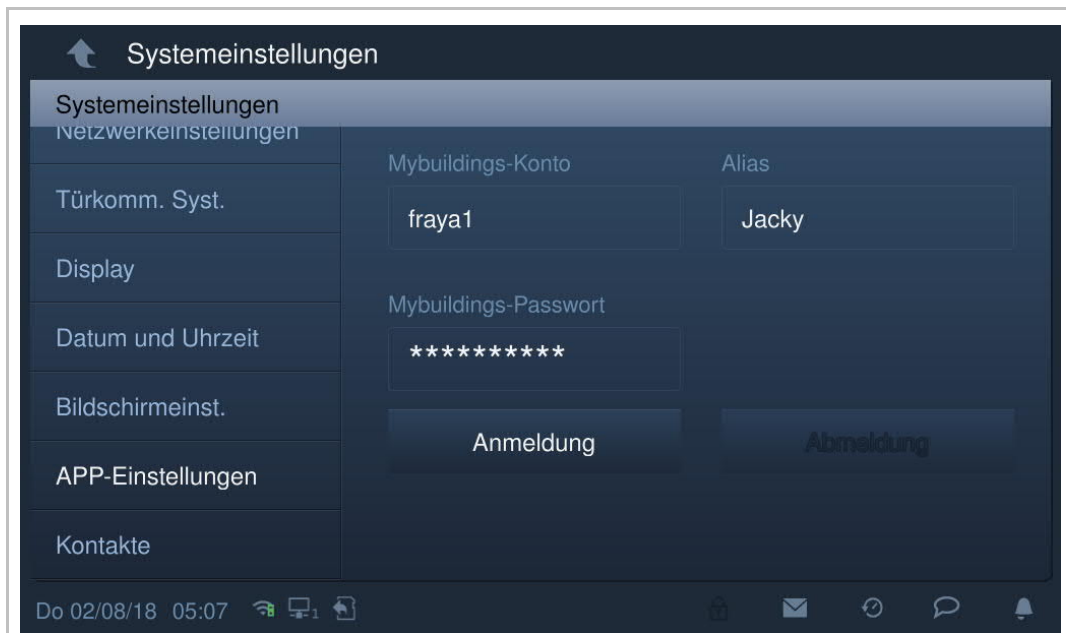 Systemeinstellungen
Systemeinstellungen
Netzwerkeinstellungen
Türkomm. Syst.
Display
Datum und Uhrzeit
Bildschirmeinst.
APP-Einstellungen
Kontakte
Mybuildings-Konto
Alias
fraya1
Jacky
Mybuildings-Passwort
**********
Anmeldung
Abmeldung
Do 02/08/18 05:07
1